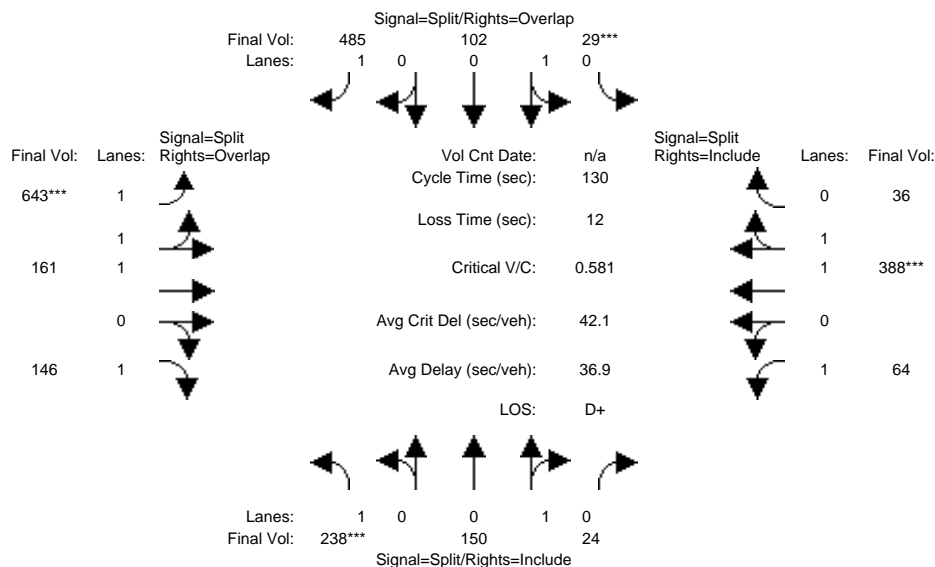 Signal=Split/Rights=Overlap
Final Vol: 485 102 29***
Lanes: 1 0 0 1 0
Signal=Split Signal=Split
Final Vol: Lanes: Rights=Overlap Vol Cnt Date: n/a Rights=Include Lanes: Final Vol:
Cycle Time (sec): 130
643*** 1 0 36
Loss Time (sec): 12
1 1
161 1 Critical V/C: 0.581 1 388***
0 Avg Crit Del (sec/veh): 42.1 0
146 1 Avg Delay (sec/veh): 36.9 1 64
LOS: D+
Lanes: 1 0 0 1 0
Final Vol: 238*** 150 24
Signal=Split/Rights=Include